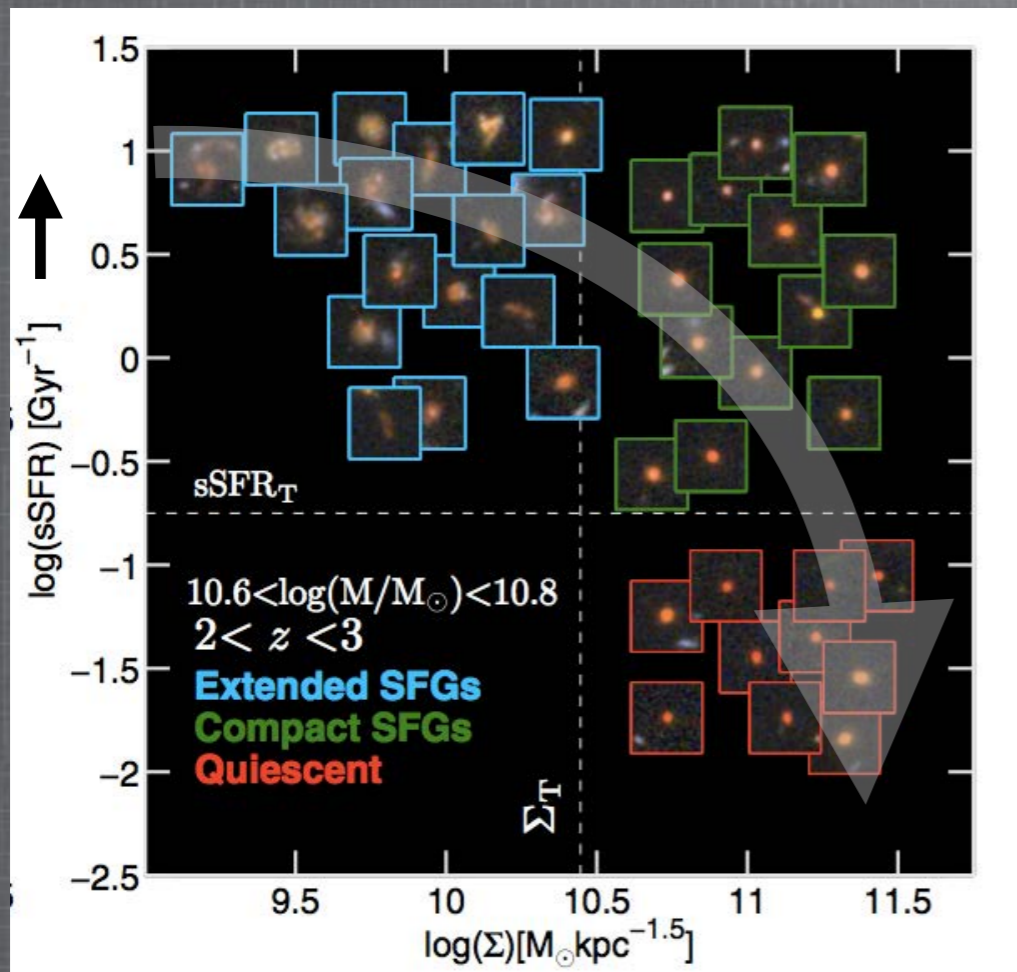 1.5
1
0.5
0
−0.5
−1
−1.5
−2
−2.5
log(sSFR) [Gyr⁻¹]
sSFR_T
10.6<log(M/M⊙)<10.8
2< z <3
Extended SFGs
Compact SFGs
Quiescent
Σ_T
9.5 10 10.5 11 11.5
log(Σ)[M⊙kpc⁻¹·⁵]